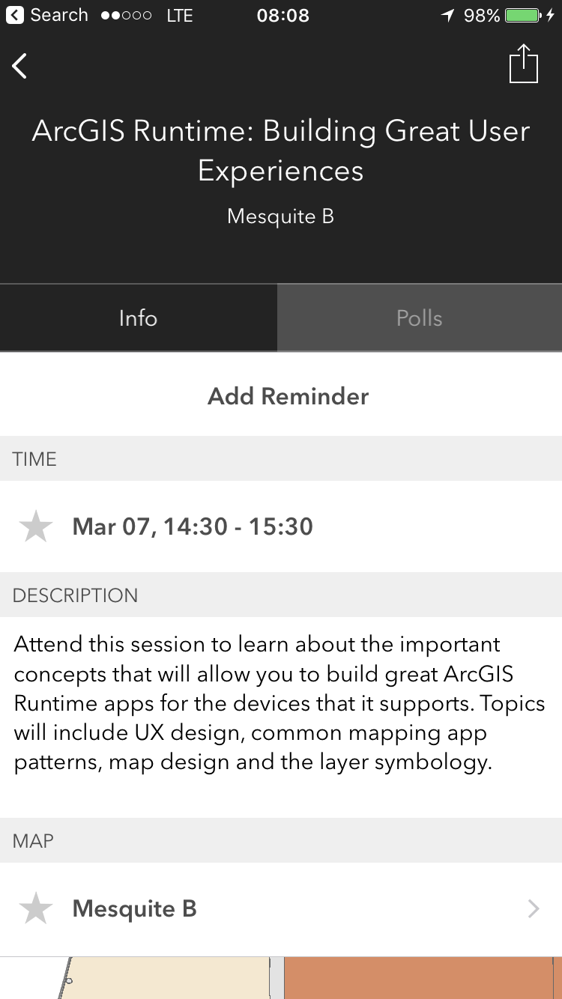 Search LTE 08:08 98%
ArcGIS Runtime: Building Great User
Experiences
Mesquite B
Info Polls
Add Reminder
TIME
Mar 07, 14:30 - 15:30
DESCRIPTION
Attend this session to learn about the important
concepts that will allow you to build great ArcGIS
Runtime apps for the devices that it supports. Topics
will include UX design, common mapping app
patterns, map design and the layer symbology.
MAP
Mesquite B